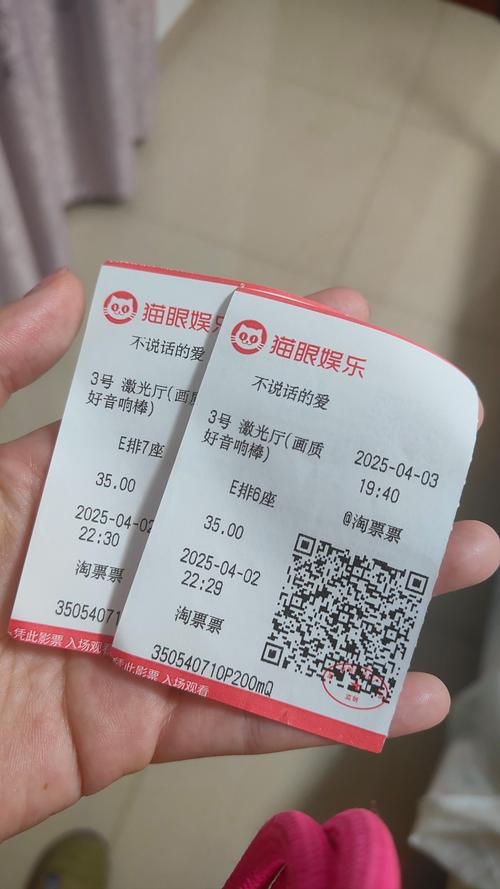 猫眼娱乐
不说话的爱
3号 激光厅(画质
好音响棒)
E排7座
35.00
2025-04-02
22:30
淘票票
35054071
凭此影票 入场观看
猫眼娱乐
不说话的爱
3号 激光厅(画质
好音响棒)
2025-04-03
19:40
E排6座
@淘票票
35.00
2025-04-02
22:29
淘票票
350540710P200mQ
凭此影票 入场观看